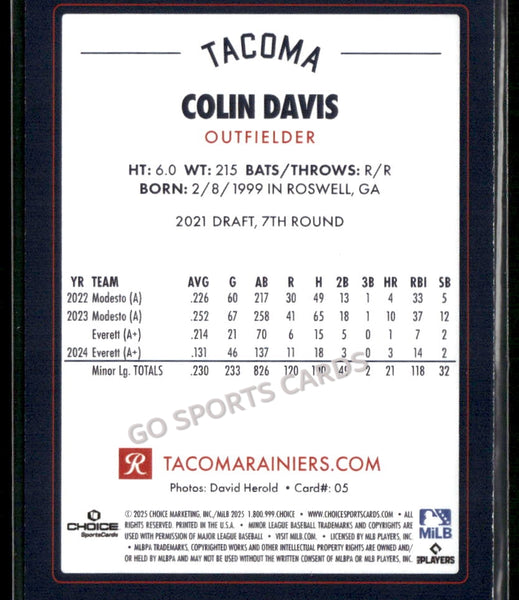 TACOMA
COLIN DAVIS
OUTFIELDER
HT: 6.0 WT: 215 BATS/THROWS: R/R
BORN: 2/8/1999 IN ROSWELL, GA
2021 DRAFT, 7TH ROUND
YR TEAM AVG G AB R H 2B 3B HR RBI SB
2022 Modesto (A) .226 60 217 30 49 13 1 4 33 5
2023 Modesto (A) .252 67 258 41 65 18 1 10 37 12
Everett (A+) .214 21 70 6 15 5 0 1 7 2
2024 Everett (A+) .131 46 137 11 18 3 0 3 14 2
Minor Lg. TOTALS .230 233 826 120 2 21 118 32
GO SPORTS CARDS
R TACOMARAINIERS.COM
Photos: David Herold • Card#: 05
© 2025 CHOICE MARKETING, INC./MiLB 2025 1.800.999 CHOICE • WWW.CHOICESPORTSCARDS.COM • ALL
RIGHTS RESERVED. PRINTED IN THE U.S.A. • MINOR LEAGUE BASEBALL TRADEMARKS AND COPYRIGHTS ARE
USED WITH PERMISSION OF MAJOR LEAGUE BASEBALL • VISIT MiLB.COM. • LICENSED BY MLB PLAYERS, INC.
• MLBPA TRADEMARKS, COPYRIGHTED WORKS AND OTHER INTELLECTUAL PROPERTY RIGHTS ARE OWNED AND/
OR HELD BY MLBPA AND MAY NOT BE USED WITHOUT THE WRITTEN CONSENT OF MLBPA OR MLB PLAYERS, INC.
CHOICE
SportsCards
MiLB
PLAYERS